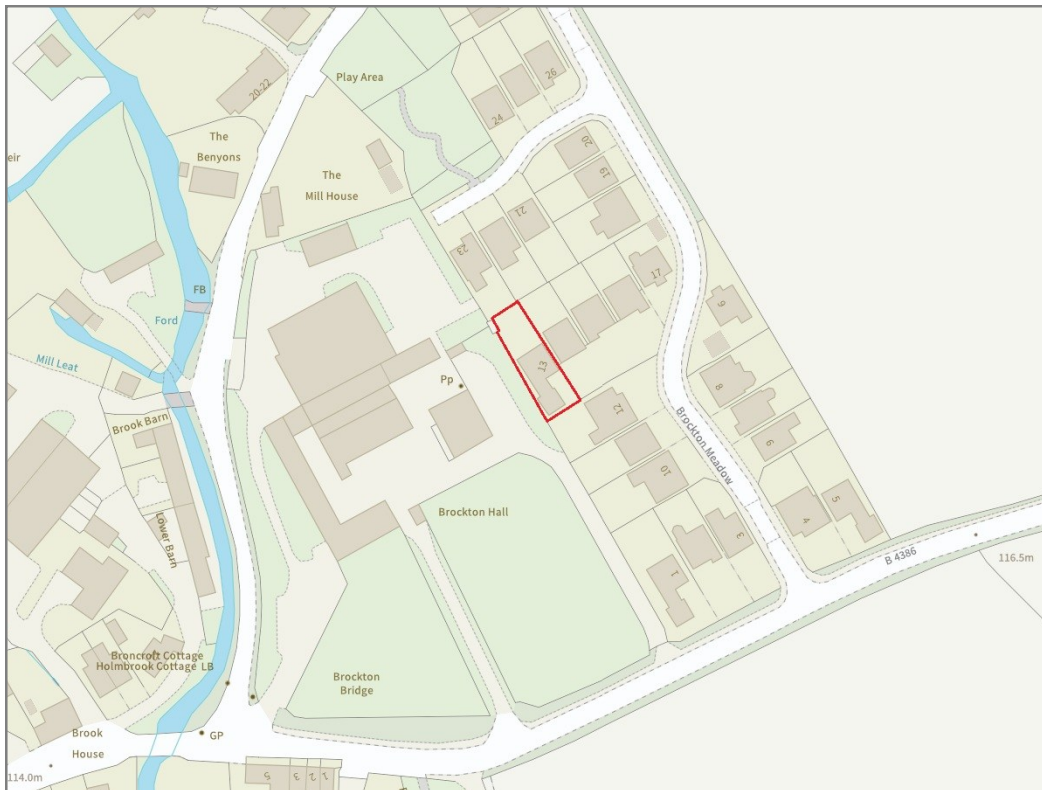 Play Area
20-22
26
24
The
Benyons
The
Mill House
20
19
eir
21
23
17
FB
9
Ford
Mill Leat
13
Pp
8
12
Brook Barn
Brockton Meadow
6
10
Brockton Hall
5
4
Lower Barn
3
B 4386
116.5m
1
Broncroft Cottage
Holmbrook Cottage LB
Brockton
Bridge
Brook
House
GP
114.0m
5
3
2
1